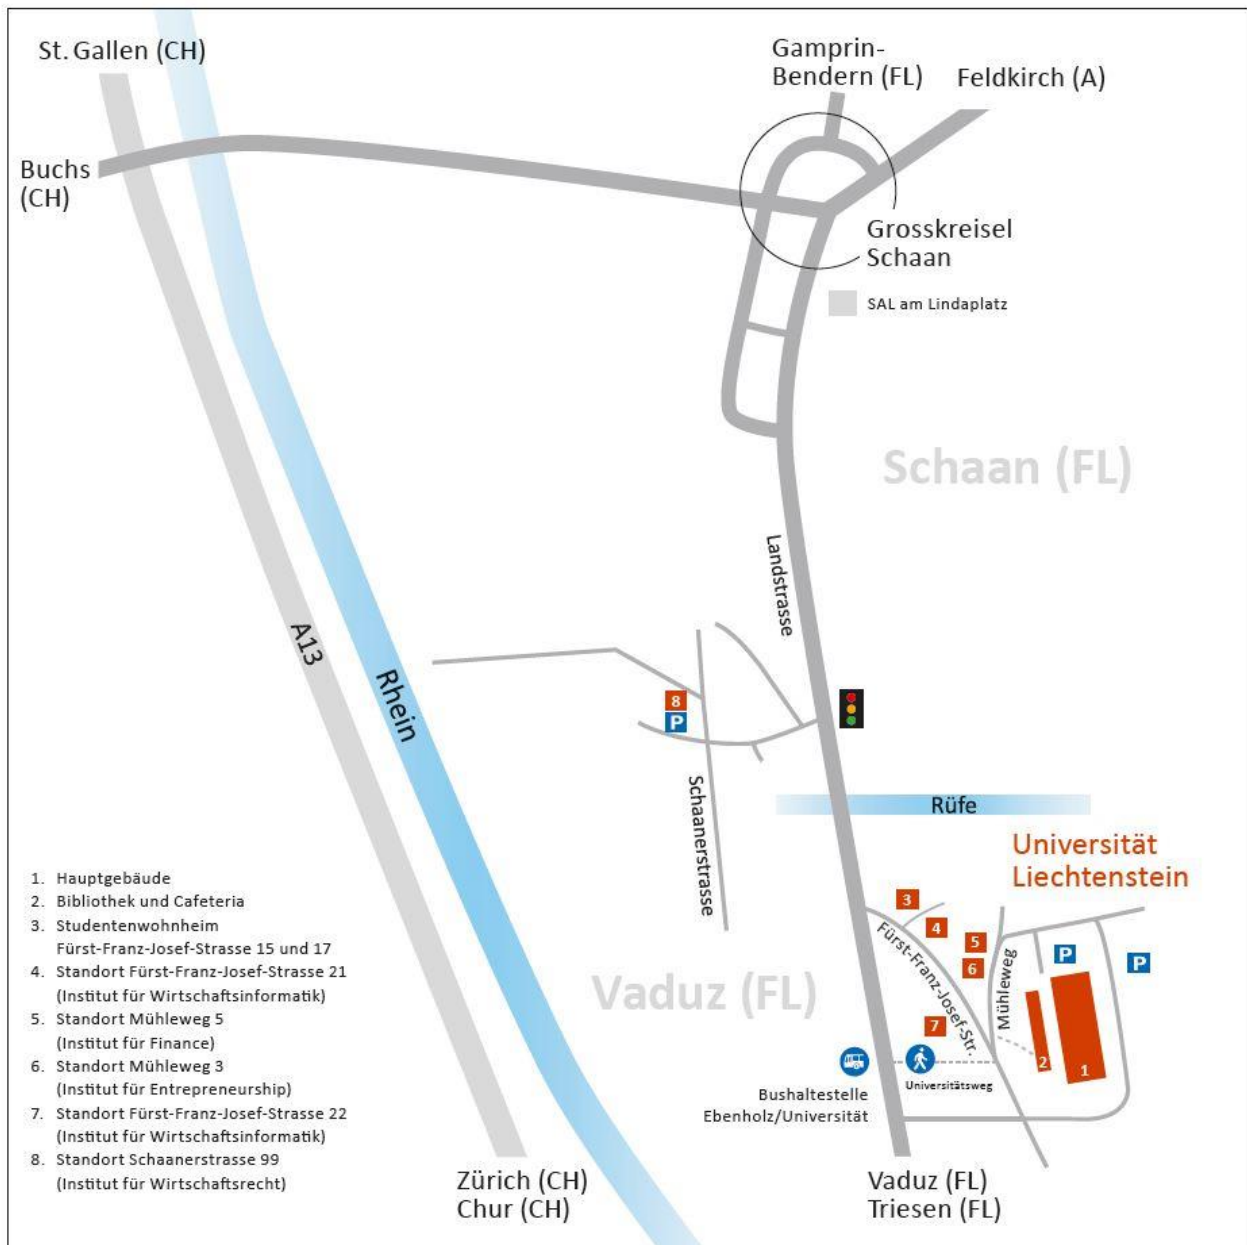 St. Gallen (CH)
Gamprin-
Bendern (FL)
Feldkirch (A)
Buchs
(CH)
Grosskreisel
Schaan
SAL am Lindaplatz
Schaan (FL)
Landstrasse
A13
Rhein
8
P
Schaanerstrasse
Rüfe
Universität
Liechtenstein
3
4
5
6
7
P
P
Fürst-Franz-Josef-Str.
Mühleweg
2
1
Vaduz (FL)
Universitätsweg
Bushaltestelle
Ebenholz/Universität
1. Hauptgebäude
2. Bibliothek und Cafeteria
3. Studentenwohnheim
Fürst-Franz-Josef-Strasse 15 und 17
4. Standort Fürst-Franz-Josef-Strasse 21
(Institut für Wirtschaftsinformatik)
5. Standort Mühleweg 5
(Institut für Finance)
6. Standort Mühleweg 3
(Institut für Entrepreneurship)
7. Standort Fürst-Franz-Josef-Strasse 22
(Institut für Wirtschaftsinformatik)
8. Standort Schaanerstrasse 99
(Institut für Wirtschaftsrecht)
Zürich (CH)
Chur (CH)
Vaduz (FL)
Triesen (FL)